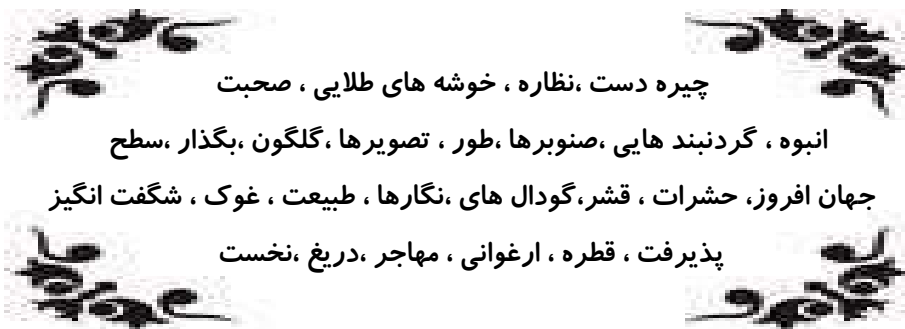 چیره دست ،نظاره ، خوشه های طلایی ، صحبت
انبوه ، گردنبند هایی ،صنوبرها ،طور ، تصویرها ،گلگون ،بگذار ،سطح
جهان افروز، حشرات ، قشر،گودال های ،نگارها ، طبیعت ، غوک ، شگفت انگیز
پذیرفت ، قطره ، ارغوانی ، مهاجر ،دریغ ،نخست